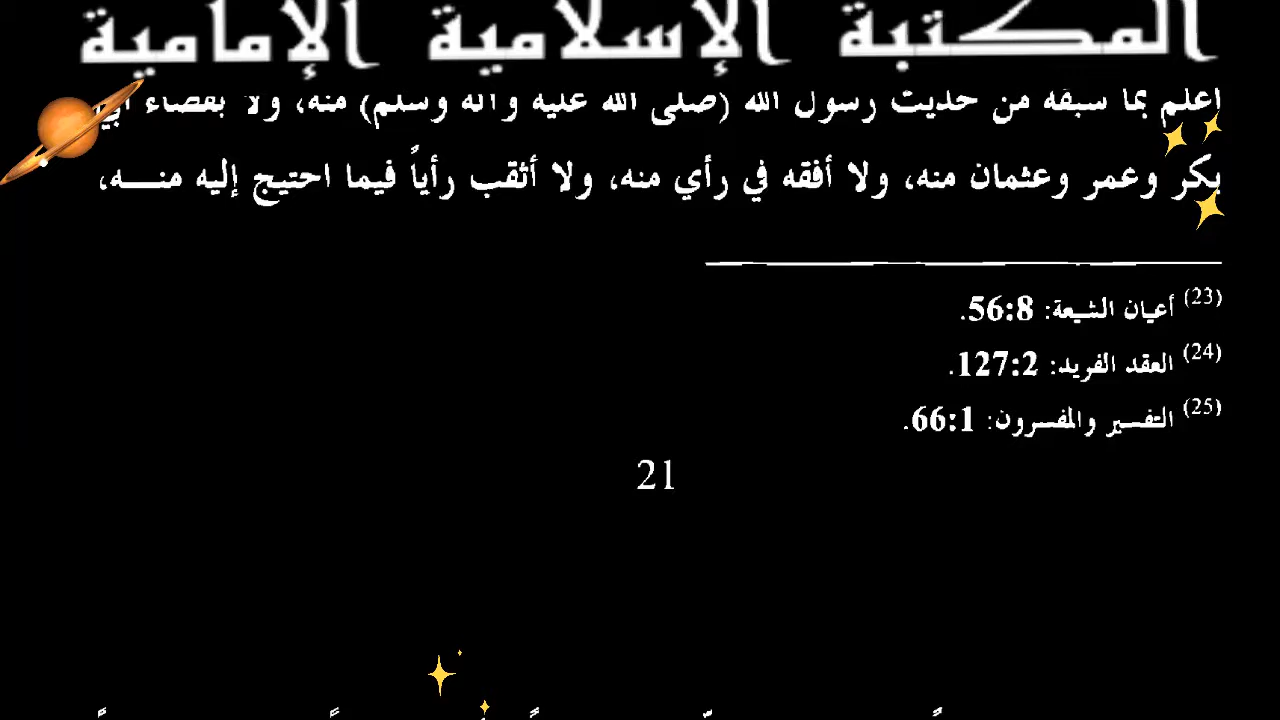 المكتبة الإسلامية الإمامية
اعلم بما سبقه من حديث رسول الله (صلى الله عليه وآله وسلم) منه، ولا بقضاء أبي
بكر وعمر وعثمان منه، ولا أفقه في رأي منه، ولا أثقب رأياً فيما احتيج إليه منـــه،
(23) أعيان الشيعة: 56:8.
(24) العقد الفريد: 127:2.
(25) التفسير والمفسرون: 66:1.
21